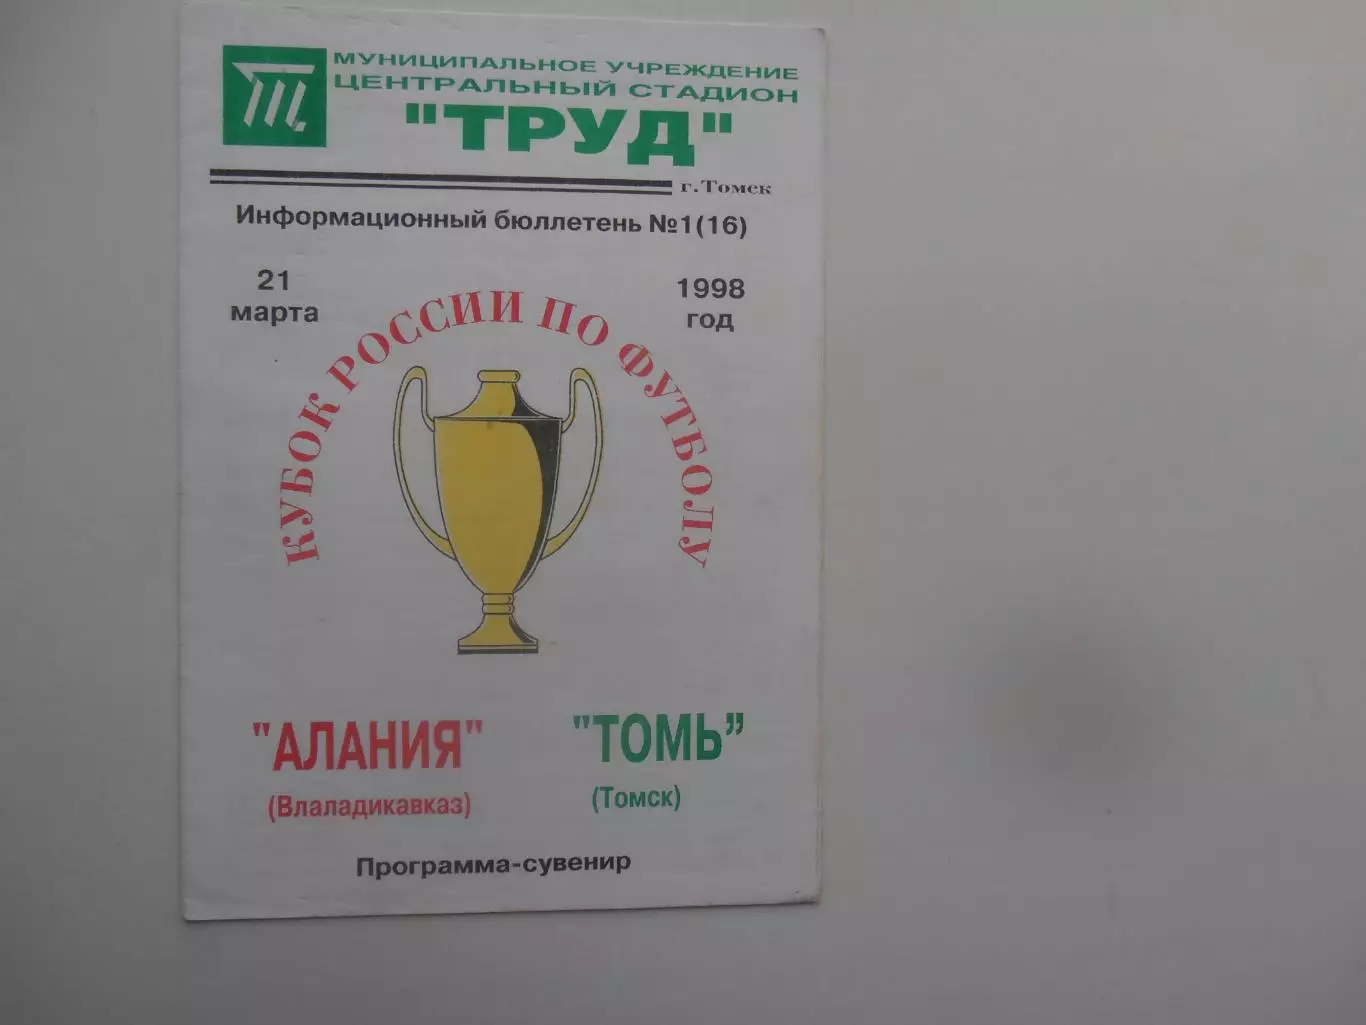 МУНИЦИПАЛЬНОЕ УЧРЕЖДЕНИЕ
ЦЕНТРАЛЬНЫЙ СТАДИОН
"ТРУД"
г. Томск
Информационный бюллетень №1(16)
21 марта
1998 год
КУБОК РОССИИ ПО ФУТБОЛУ
"АЛАНИЯ"
(Влаладикавказ)
"ТОМЬ”
(Томск)
Программа-сувенир